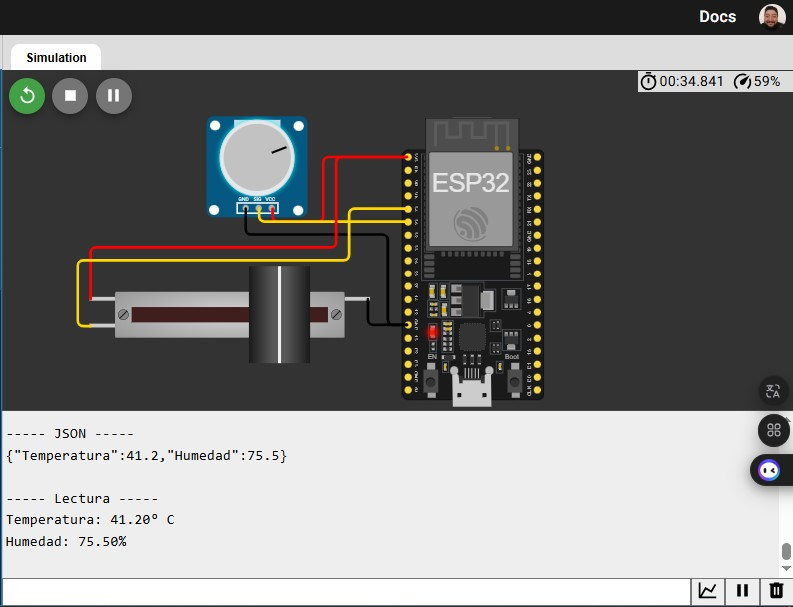 Docs
Simulation
00:34.841 59%
GND SIG VCC
ESP32
EN
Boot
----- JSON -----
{"Temperatura":41.2,"Humedad":75.5}
----- Lectura -----
Temperatura: 41.20º C
Humedad: 75.50%